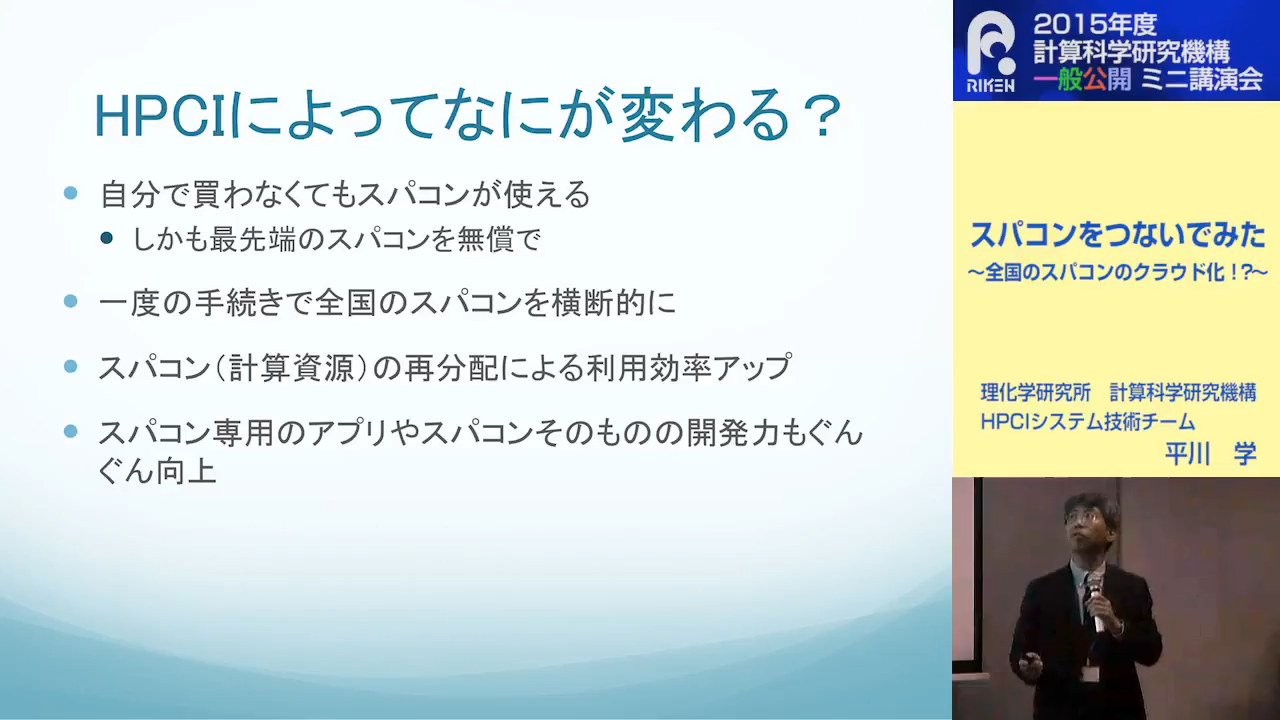 HPCIによってなにが変わる？
自分で買わなくてもスパコンが使える
しかも最先端のスパコンを無償で
一度の手続きで全国のスパコンを横断的に
スパコン（計算資源）の再分配による利用効率アップ
スパコン専用のアプリやスパコンそのものの開発力もぐん
ぐん向上
RIKEN
2015年度
計算科学研究機構
一般公開 ミニ講演会
スパコンをつないでみた
～全国のスパコンのクラウド化！?～
理化学研究所　計算科学研究機構
HPCIシステム技術チーム
平川　学